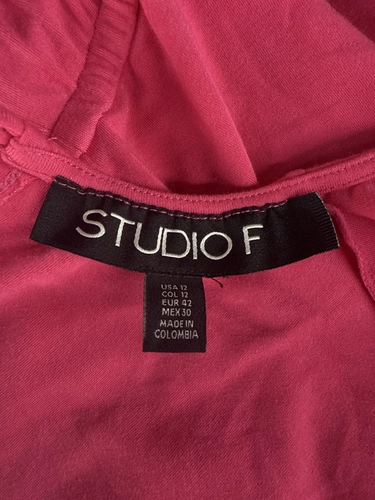 STUDIO F
USA 12
COL 12
EUR 42
MEX 30
MADE IN
COLOMBIA